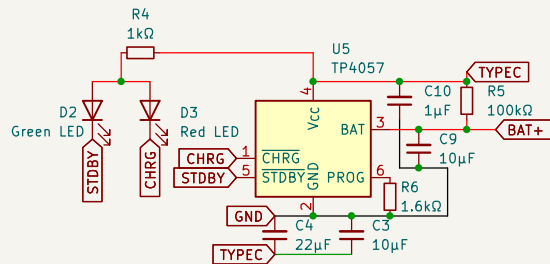 R4
1kΩ
U5
TP4057
TYPEC
4
C10
1µF
R5
100kΩ
Vcc
D2
Green LED
D3
Red LED
BAT
3
BAT+
C9
10µF
CHRG
1
CHRG
STDBY
5
STDBY
GND
PROG
6
R6
1.6kΩ
STDBY
CHRG
2
GND
C4
22µF
C3
10µF
TYPEC